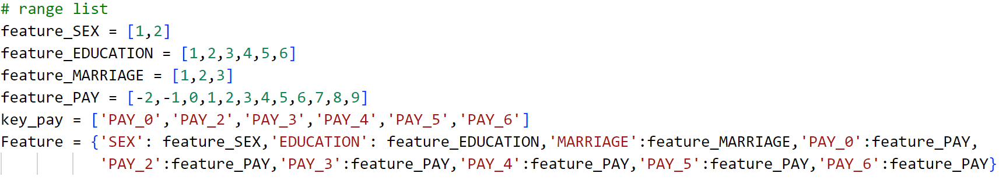 # range list
feature_SEX = [1,2]
feature_EDUCATION = [1,2,3,4,5,6]
feature_MARRIAGE = [1,2,3]
feature_PAY = [-2,-1,0,1,2,3,4,5,6,7,8,9]
key_pay = ['PAY_0','PAY_2','PAY_3','PAY_4','PAY_5','PAY_6']
Feature = {'SEX': feature_SEX,'EDUCATION': feature_EDUCATION,'MARRIAGE':feature_MARRIAGE,'PAY_0':feature_PAY,
'PAY_2':feature_PAY,'PAY_3':feature_PAY,'PAY_4':feature_PAY,'PAY_5':feature_PAY,'PAY_6':feature_PAY}